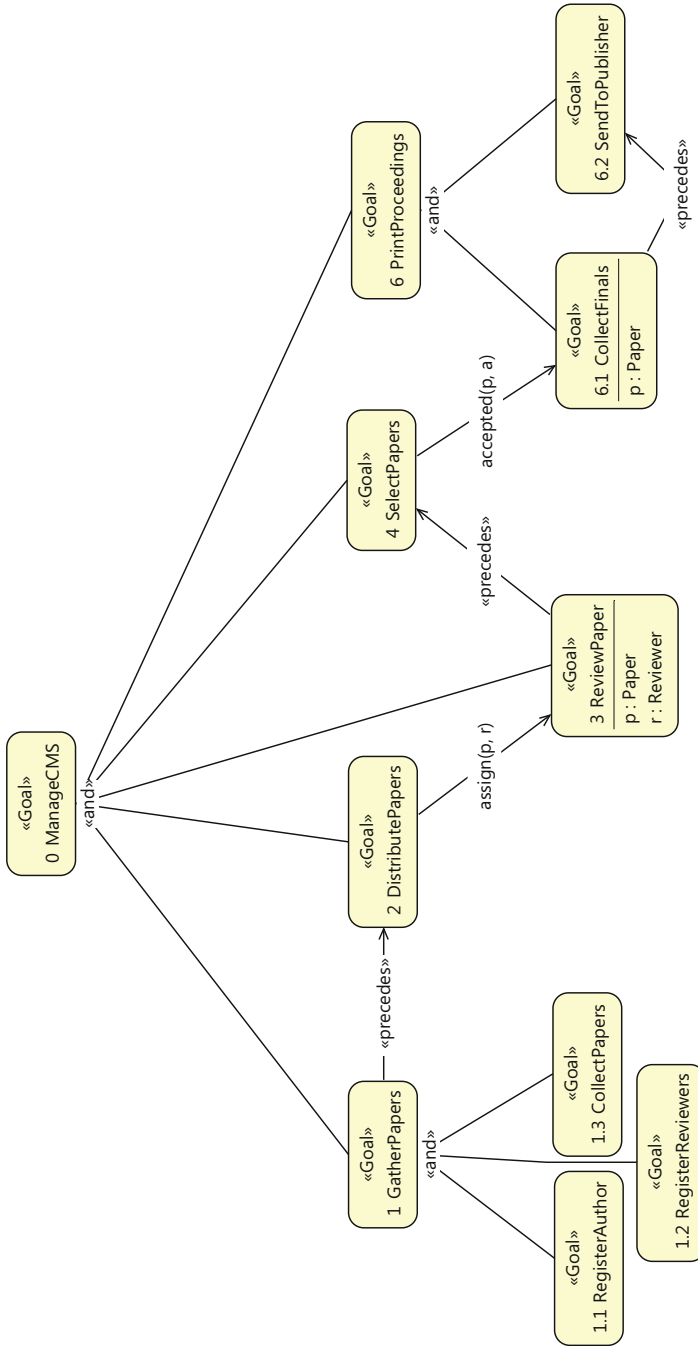 «Goal»
0 ManageCMS
«and»
«Goal»
1 GatherPapers
«precedes»
«Goal»
2 DistributePapers
«Goal»
4 SelectPapers
«Goal»
6 PrintProceedings
«and»
«and»
assign(p, r)
«precedes»
accepted(p, a)
«Goal»
1.1 RegisterAuthor
«Goal»
1.3 CollectPapers
«Goal»
3 ReviewPaper
p : Paper
r : Reviewer
«Goal»
6.1 CollectFinals
p : Paper
«Goal»
6.2 SendToPublisher
«Goal»
1.2 RegisterReviewers
«precedes»